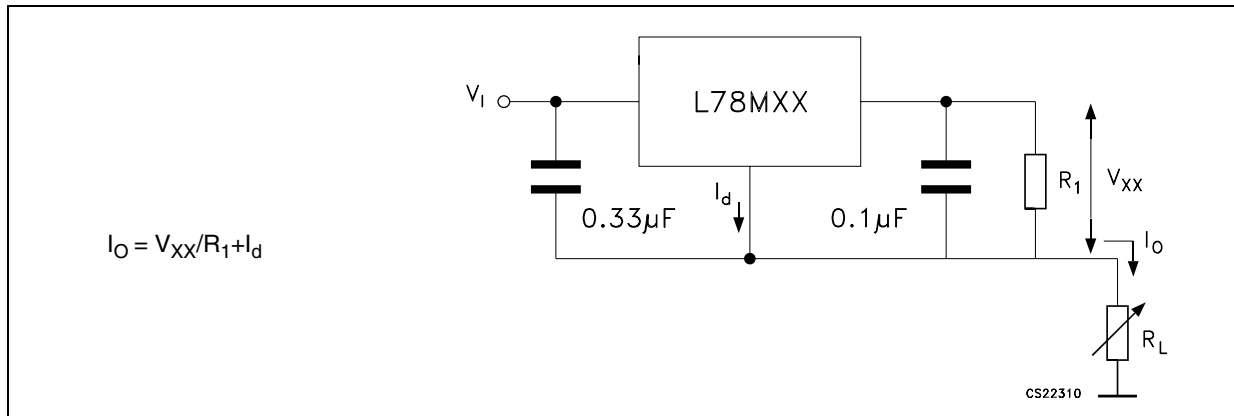 V_I
L78MXX
I_d
0.33µF
0.1µF
R_1
V_XX
I_O = V_XX/R_1+I_d
I_O
R_L
CS22310